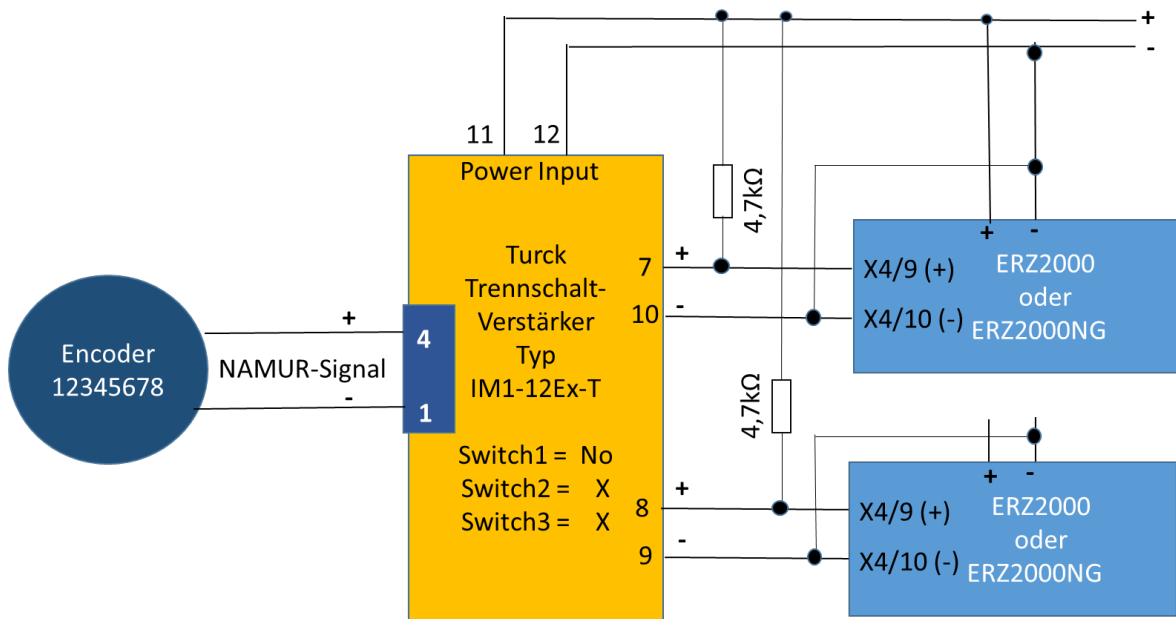 +
-
11
12
Power Input
4,7kΩ
+
-
Turck
Trennschalt-
Verstärker
Typ
IM1-12Ex-T
7
+
10
-
X4/9 (+)
X4/10 (-)
ERZ2000
oder
ERZ2000NG
Encoder
12345678
+
NAMUR-Signal
-
4
1
4,7kΩ
Switch1 = No
Switch2 = X
Switch3 = X
8
+
9
-
+
-
X4/9 (+)
X4/10 (-)
ERZ2000
oder
ERZ2000NG